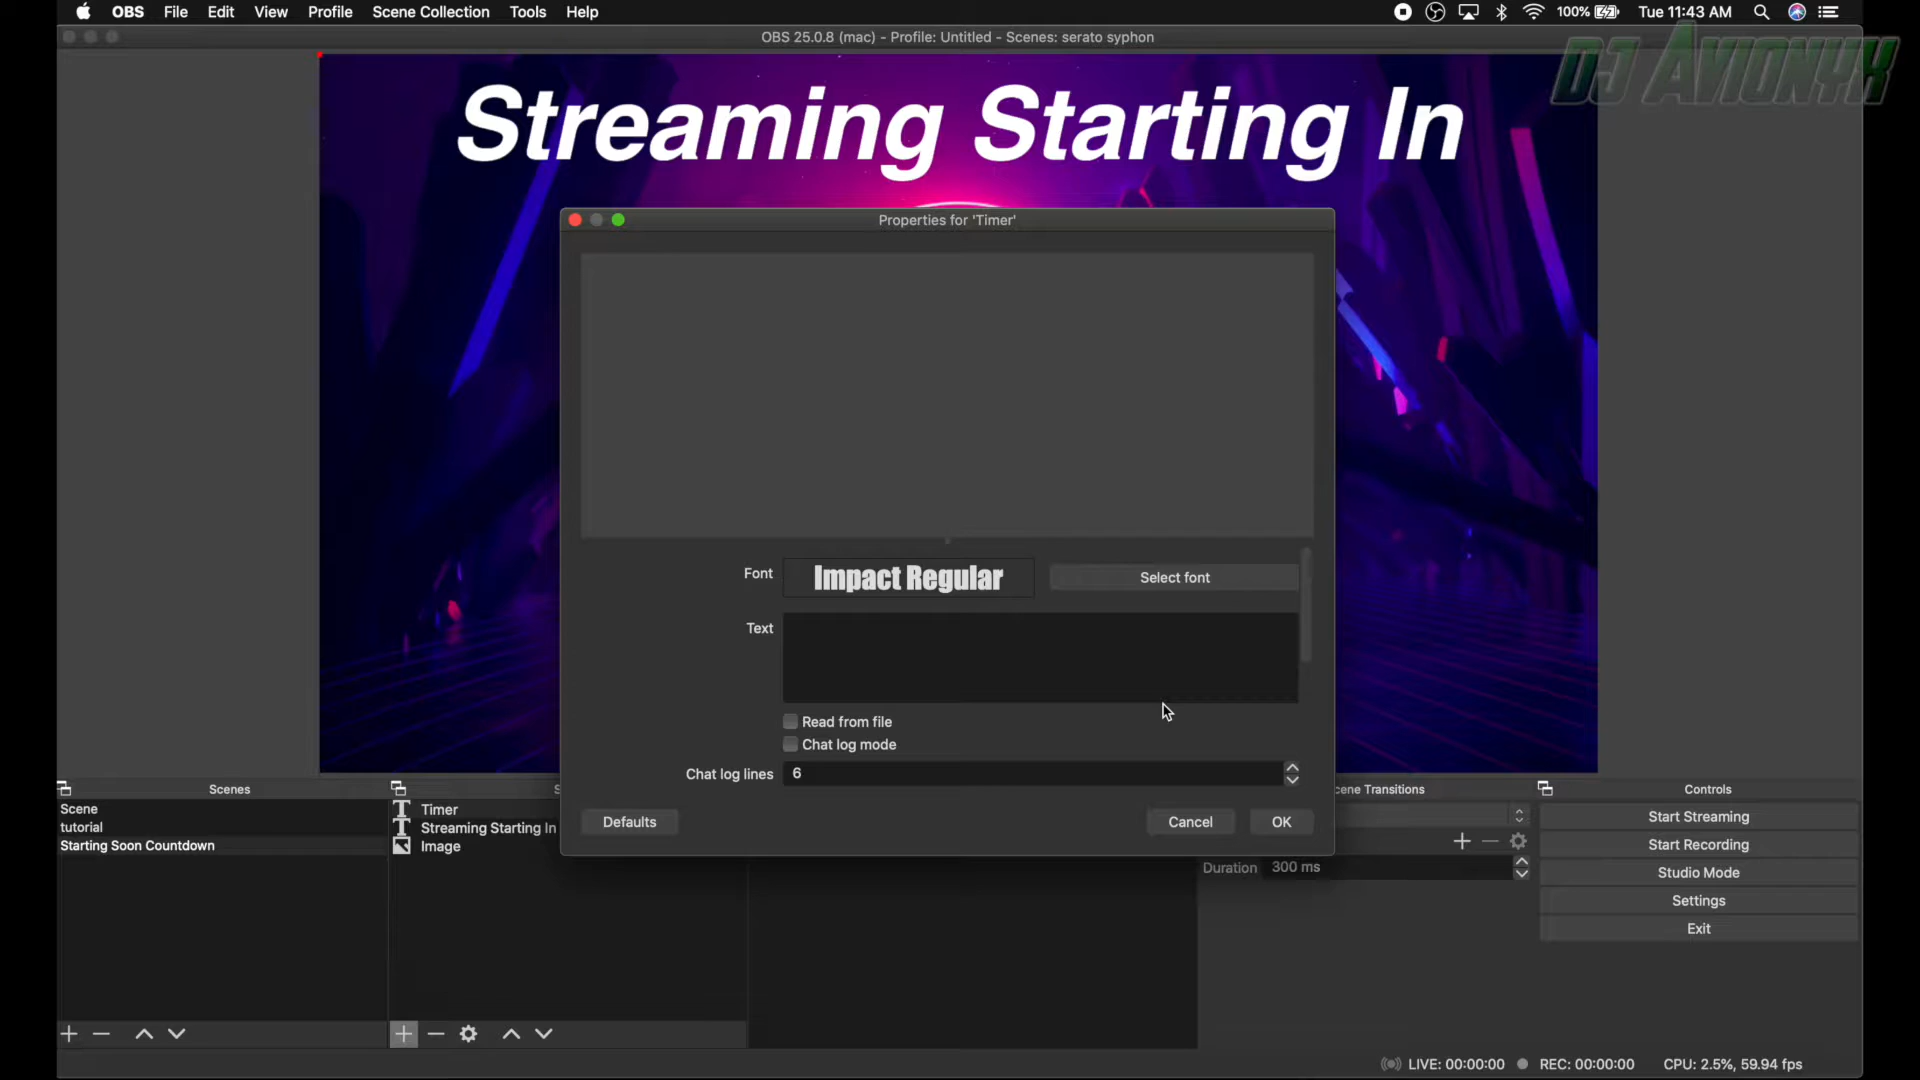 OBS File Edit View Profile Scene Collection Tools Help 100% Tue 11:43 AM
OBS 25.0.8 (mac) - Profile: Untitled - Scenes: serato syphon
DJ AVIONYX
Streaming Starting In
Properties for 'Timer'
Font Impact Regular Select font
Text
Read from file
Chat log mode
Chat log lines 6
Defaults Cancel OK
Scenes
Scene
tutorial
Starting Soon Countdown
Timer
Streaming Starting In
Image
cene Transitions
Duration 300 ms
Controls
Start Streaming
Start Recording
Studio Mode
Settings
Exit
LIVE: 00:00:00 REC: 00:00:00 CPU: 2.5%, 59.94 fps